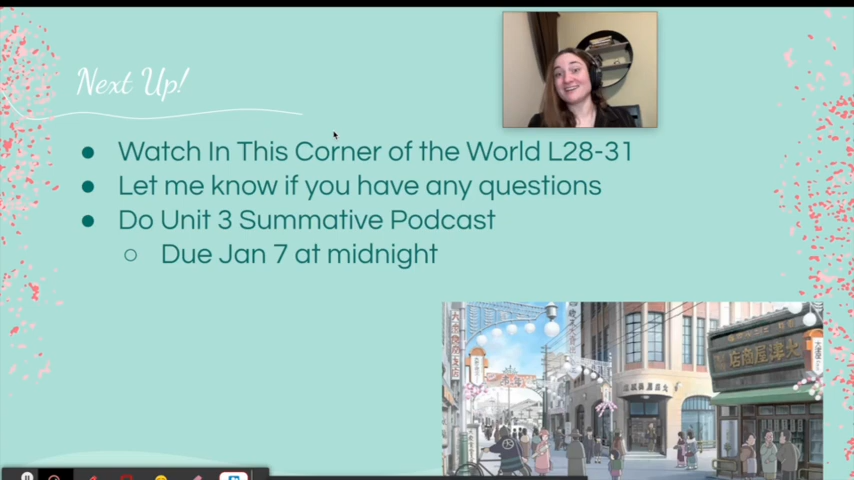 Next Up!
● Watch In This Corner of the World L28-31
● Let me know if you have any questions
● Do Unit 3 Summative Podcast
○ Due Jan 7 at midnight